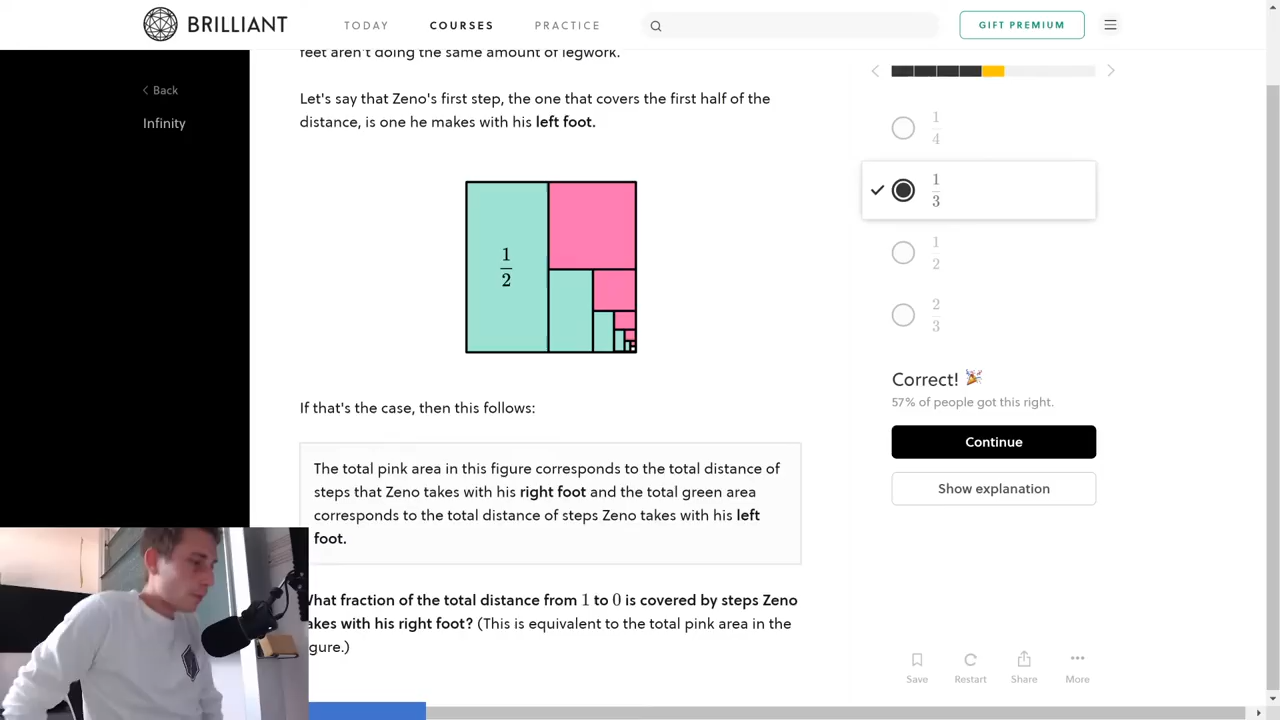 BRILLIANT
TODAY
COURSES
PRACTICE
GIFT PREMIUM
feet aren't doing the same amount of legwork.
Back
Infinity
Let's say that Zeno's first step, the one that covers the first half of the
distance, is one he makes with his left foot.
1
2
If that's the case, then this follows:
The total pink area in this figure corresponds to the total distance of
steps that Zeno takes with his right foot and the total green area
corresponds to the total distance of steps Zeno takes with his left
foot.
What fraction of the total distance from 1 to 0 is covered by steps Zeno
takes with his right foot? (This is equivalent to the total pink area in the
figure.)
1
4
1
3
1
2
2
3
Correct!
57% of people got this right.
Continue
Show explanation
Save
Restart
Share
More